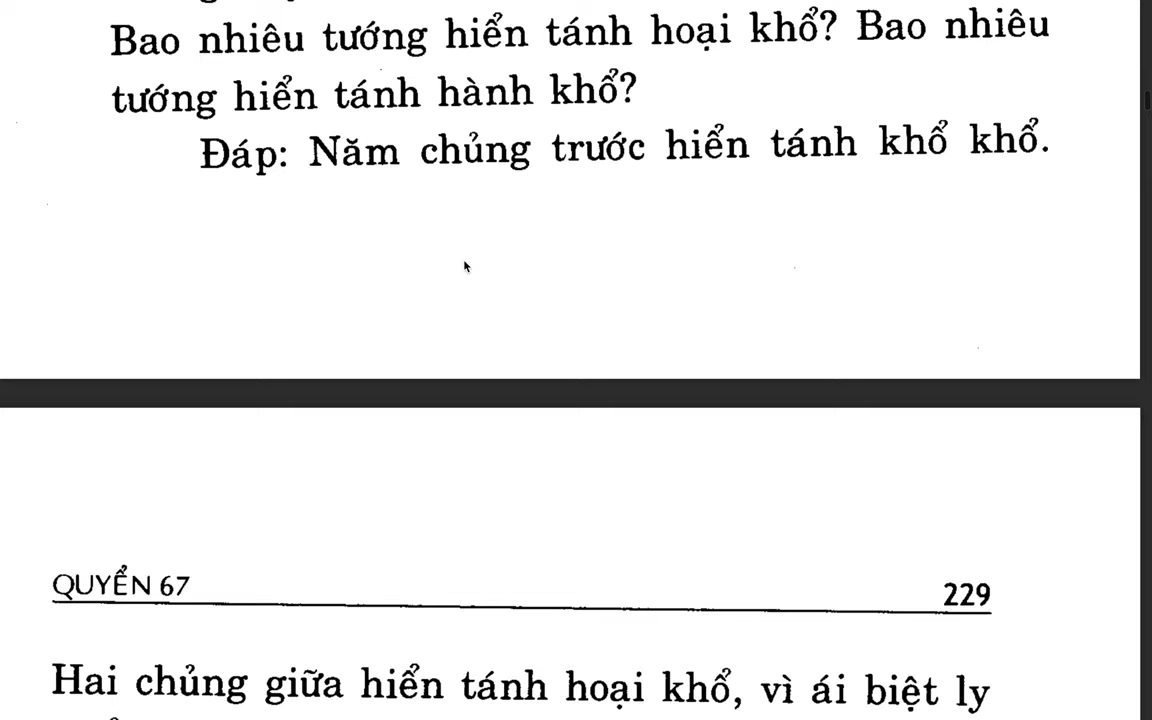 Bao nhiêu tướng hiển tánh hoại khổ? Bao nhiêu
tướng hiển tánh hành khổ?
Đáp: Năm chủng trước hiển tánh khổ khổ.
QUYỂN 67
229
Hai chủng giữa hiển tánh hoại khổ, vì ái biệt ly